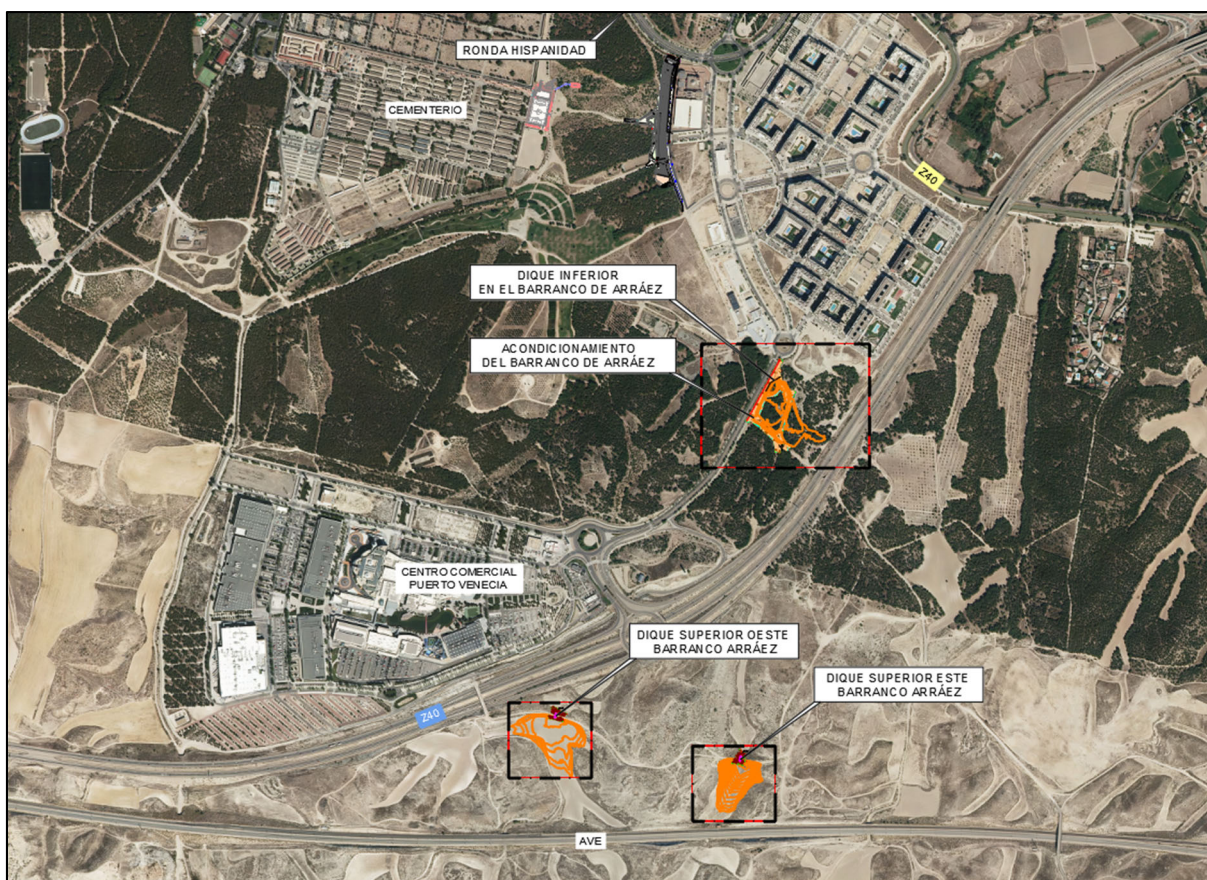 RONDA HISPANIDAD
CEMENTERIO
Z40
DIQUE INFERIOR
EN EL BARRANCO DE ARRÁEZ
ACONDICIONAMIENTO
DEL BARRANCO DE ARRÁEZ
CENTRO COMERCIAL
PUERTO VENECIA
DIQUE SUPERIOR OESTE
BARRANCO ARRÁEZ
DIQUE SUPERIOR ESTE
BARRANCO ARRÁEZ
Z40
AVE